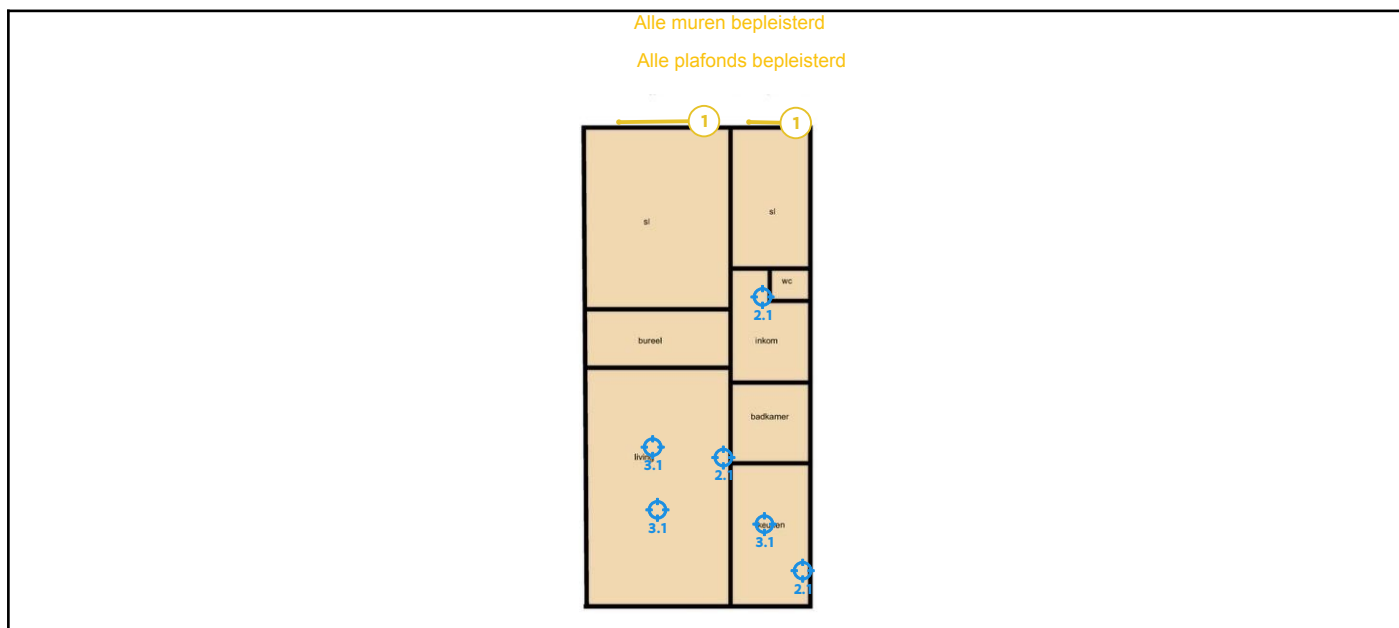 Alle muren bepleisterd
Alle plafonds bepleisterd
1
1
sl
sl
wc
2.1
bureel
inkom
badkamer
living
3.1
2.1
3.1
keuken
3.1
2.1